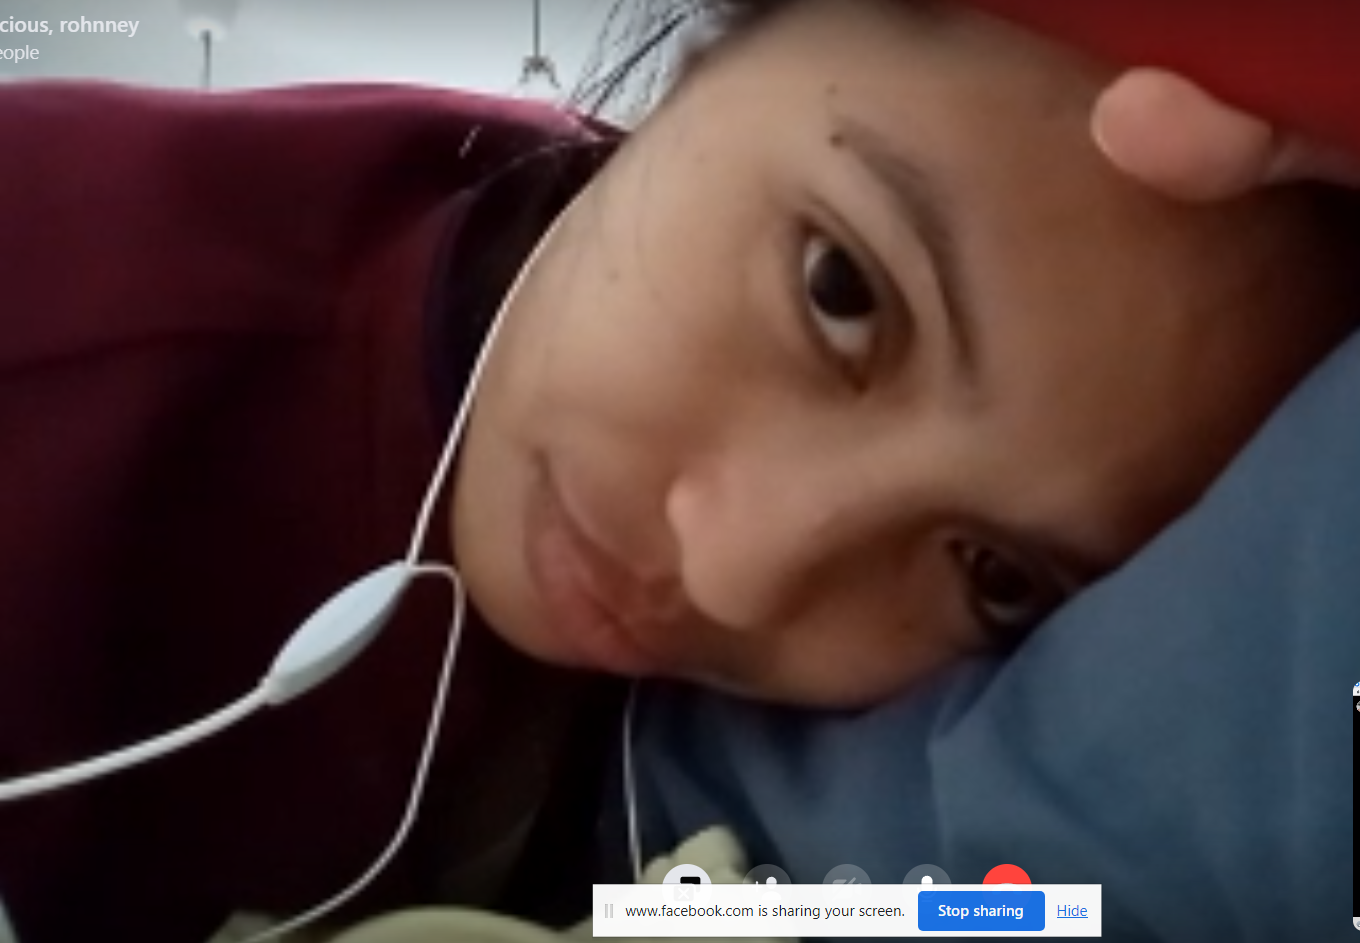 cious, rohnney
eople
www.facebook.com is sharing your screen.
Stop sharing
Hide